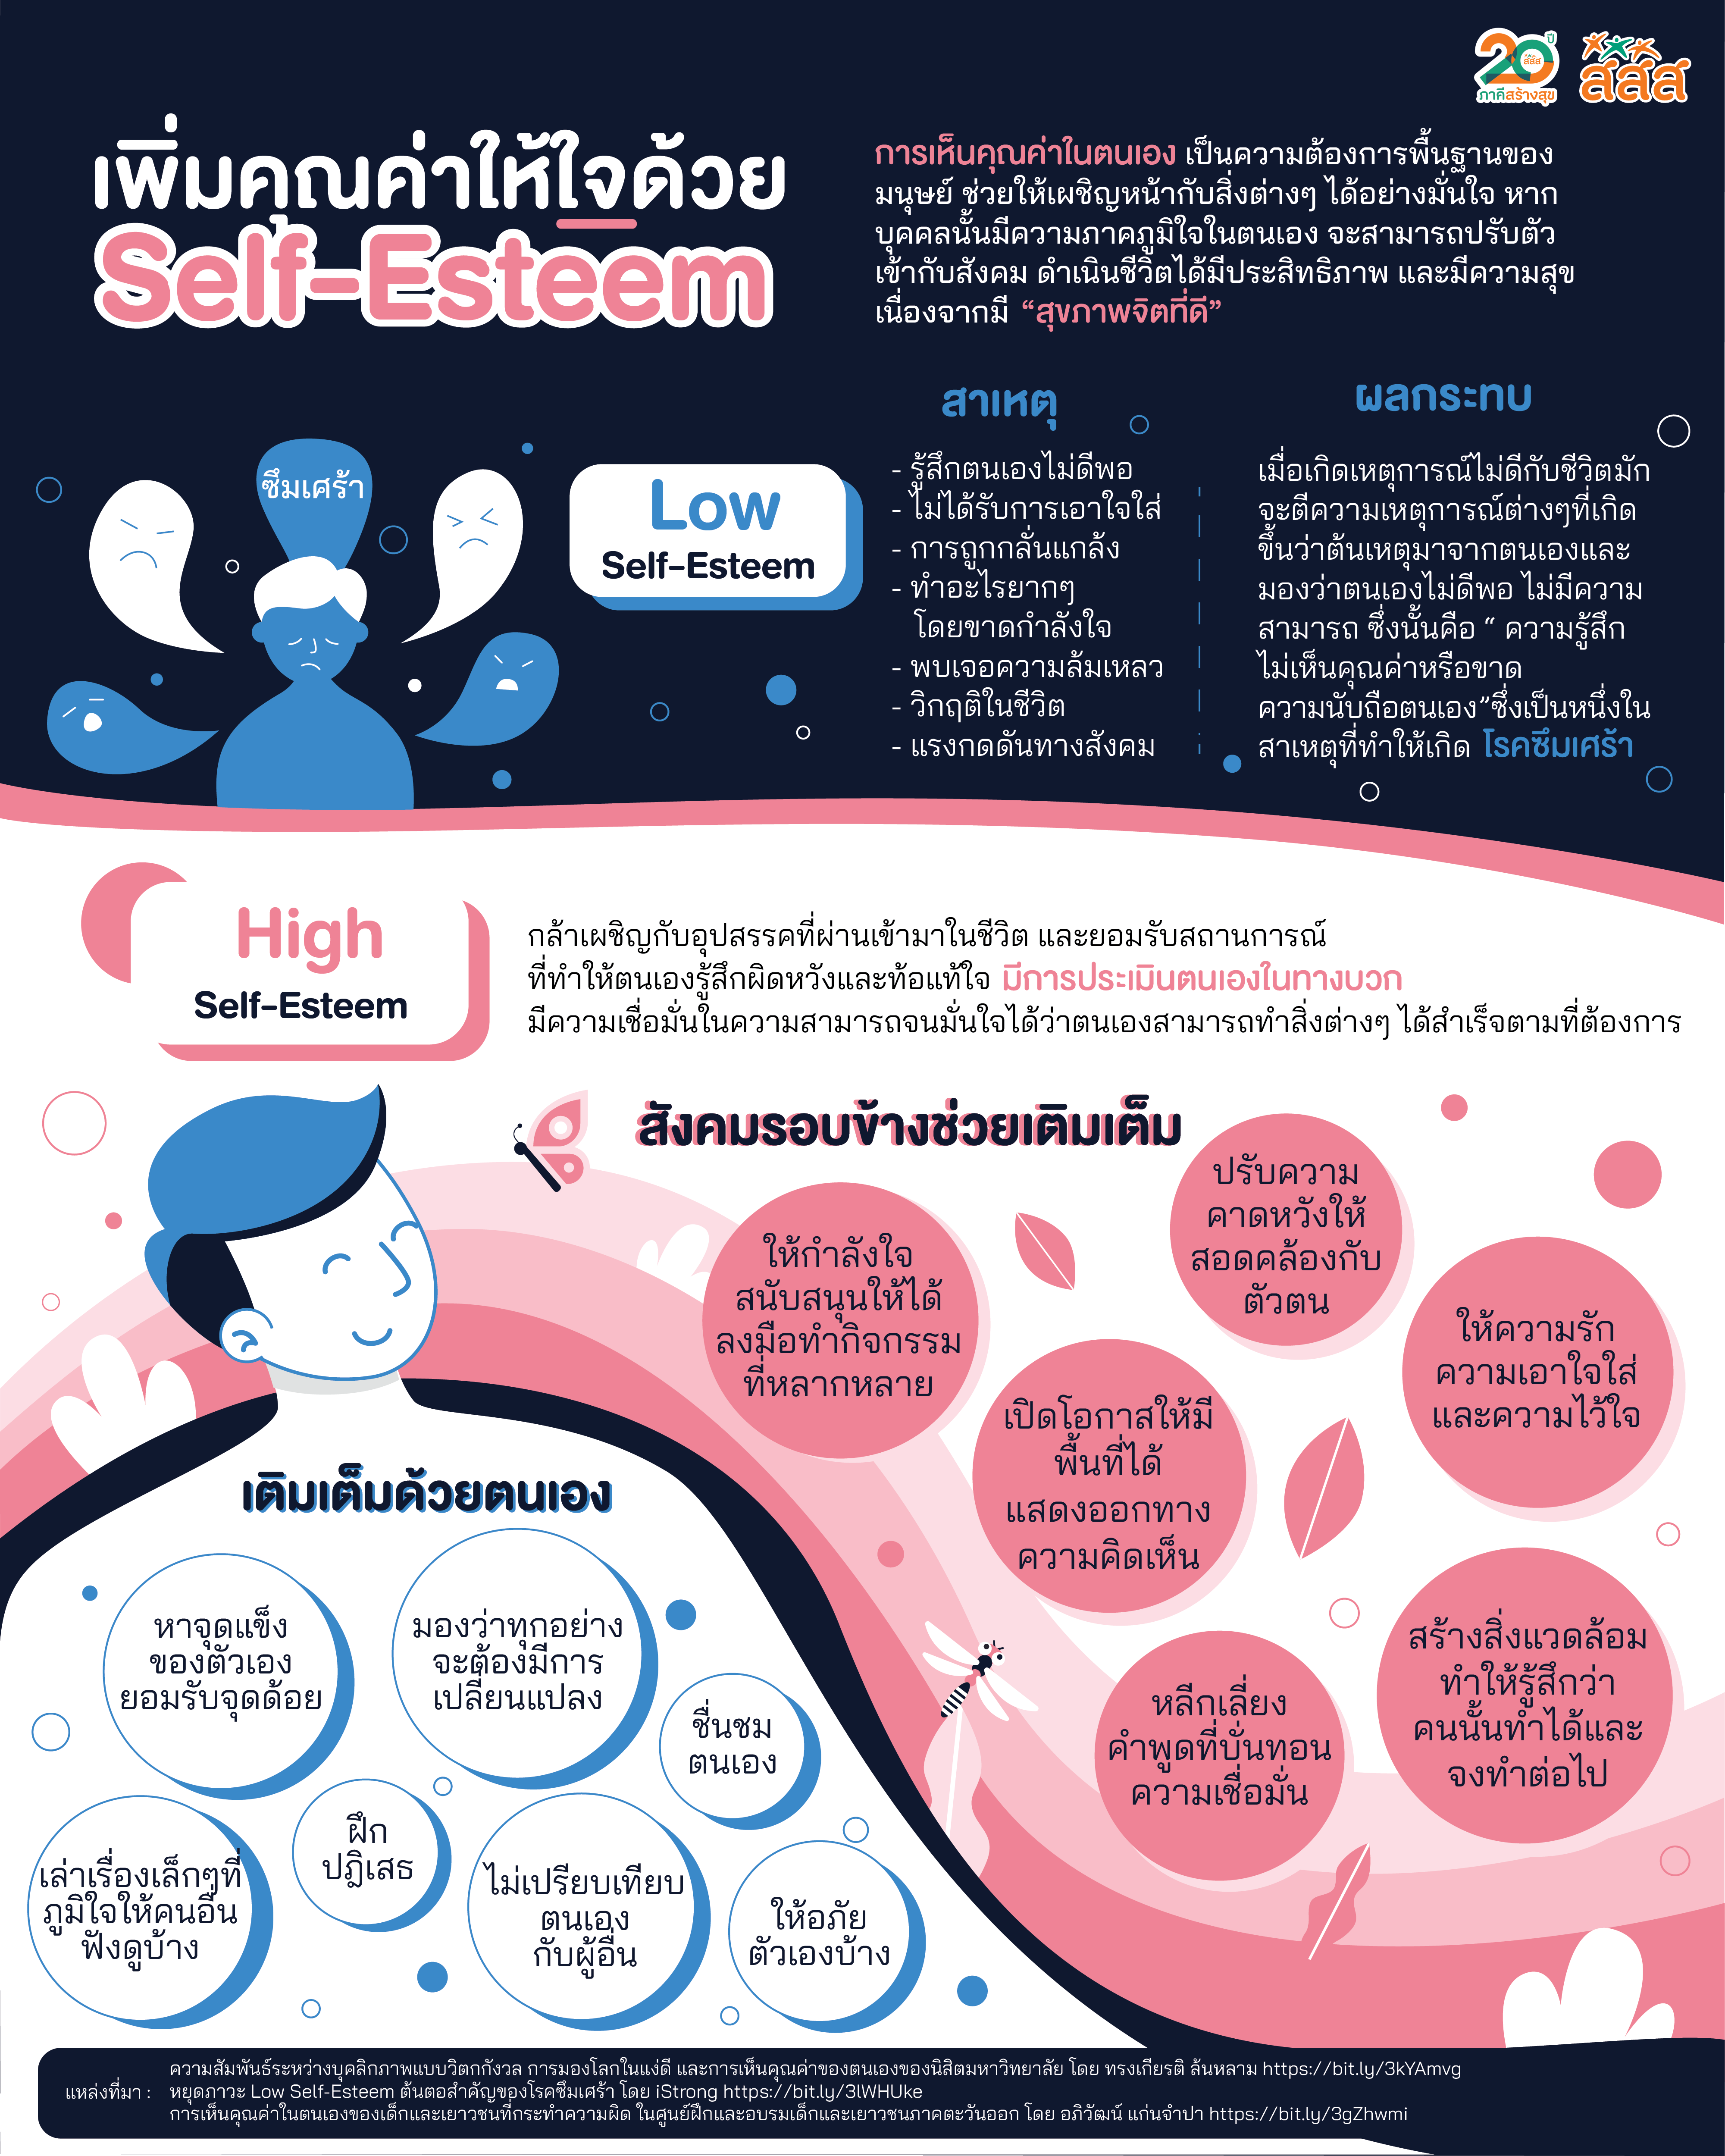 20 ปี
สสส
ภาคีสร้างสุข
สสส
เพิ่มคุณค่าให้ใจด้วย
Self-Esteem
การเห็นคุณค่าในตนเอง เป็นความต้องการพื้นฐานของ
มนุษย์ ช่วยให้เผชิญหน้ากับสิ่งต่างๆ ได้อย่างมั่นใจ หาก
บุคคลนั้นมีความภาคภูมิใจในตนเอง จะสามารถปรับตัว
เข้ากับสังคม ดำเนินชีวิตได้มีประสิทธิภาพ และมีความสุข
เนื่องจากมี “สุขภาพจิตที่ดี”
ซึมเศร้า
Low
Self-Esteem
สาเหตุ
- รู้สึกตนเองไม่ดีพอ
- ไม่ได้รับการเอาใจใส่
- การถูกกลั่นแกล้ง
- ทำอะไรยากๆ
โดยขาดกำลังใจ
- พบเจอความล้มเหลว
- วิกฤติในชีวิต
- แรงกดดันทางสังคม
ผลกระทบ
เมื่อเกิดเหตุการณ์ไม่ดีกับชีวิตมัก
จะตีความเหตุการณ์ต่างๆที่เกิด
ขึ้นว่าต้นเหตุมาจากตนเองและ
มองว่าตนเองไม่ดีพอ ไม่มีความ
สามารถ ซึ่งนั้นคือ “ ความรู้สึก
ไม่เห็นคุณค่าหรือขาด
ความนับถือตนเอง”ซึ่งเป็นหนึ่งใน
สาเหตุที่ทำให้เกิด โรคซึมเศร้า
High
Self-Esteem
กล้าเผชิญกับอุปสรรคที่ผ่านเข้ามาในชีวิต และยอมรับสถานการณ์
ที่ทำให้ตนเองรู้สึกผิดหวังและท้อแท้ใจ มีการประเมินตนเองในทางบวก
มีความเชื่อมั่นในความสามารถจนมั่นใจได้ว่าตนเองสามารถทำสิ่งต่างๆ ได้สำเร็จตามที่ต้องการ
สังคมรอบข้างช่วยเติมเต็ม
ให้กำลังใจ
สนับสนุนให้ได้
ลงมือทำกิจกรรม
ที่หลากหลาย
ปรับความ
คาดหวังให้
สอดคล้องกับ
ตัวตน
ให้ความรัก
ความเอาใจใส่
และความไว้ใจ
เปิดโอกาสให้มี
พื้นที่ได้
แสดงออกทาง
ความคิดเห็น
หลีกเลี่ยง
คำพูดที่บั่นทอน
ความเชื่อมั่น
สร้างสิ่งแวดล้อม
ทำให้รู้สึกว่า
คนนั้นทำได้และ
จงทำต่อไป
เติมเต็มด้วยตนเอง
หาจุดแข็ง
ของตัวเอง
ยอมรับจุดด้อย
มองว่าทุกอย่าง
จะต้องมีการ
เปลี่ยนแปลง
ชื่นชม
ตนเอง
เล่าเรื่องเล็กๆที่
ภูมิใจให้คนอื่น
ฟังดูบ้าง
ฝึก
ปฎิเสธ
ไม่เปรียบเทียบ
ตนเอง
กับผู้อื่น
ให้อภัย
ตัวเองบ้าง
แหล่งที่มา :
ความสัมพันธ์ระหว่างบุคลิกภาพแบบวิตกกังวล การมองโลกในแง่ดี และการเห็นคุณค่าของตนเองของนิสิตมหาวิทยาลัย โดย ทรงเกียรติ ล้นหลาม https://bit.ly/3kYAmvg
หยุดภาวะ Low Self-Esteem ต้นตอสำคัญของโรคซึมเศร้า โดย iStrong https://bit.ly/3lWHUke
การเห็นคุณค่าในตนเองของเด็กและเยาวชนที่กระทำความผิด ในศูนย์ฝึกและอบรมเด็กและเยาวชนภาคตะวันออก โดย อภิวัฒน์ แก่นจำปา https://bit.ly/3gZhwmi